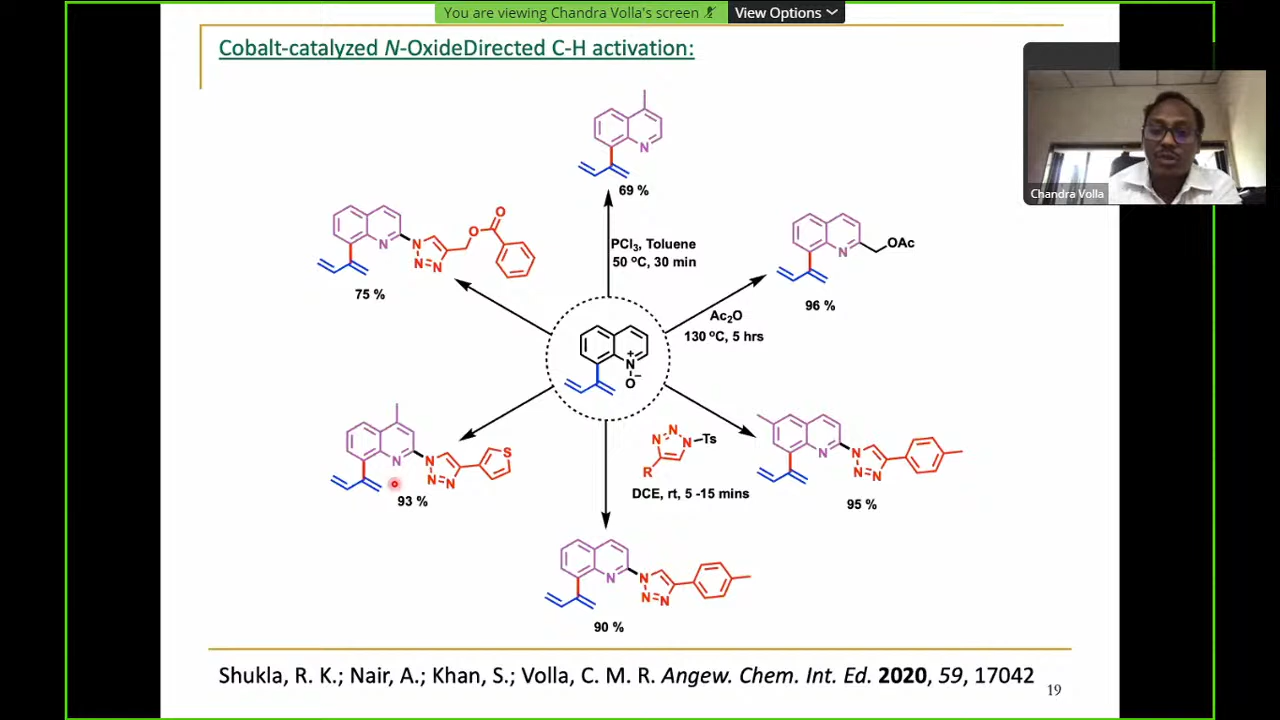 You are viewing Chandra Volla's screen
View Options
Cobalt-catalyzed N-OxideDirected C-H activation:
Chandra Volla
N
69 %
PCl3, Toluene
50 ºC, 30 min
N
N
N
N
O
O
75 %
N
OAc
96 %
Ac2O
130 ºC, 5 hrs
N
+
O
−
N
N
N
N
S
93 %
N
N
N
Ts
R
DCE, rt, 5 -15 mins
N
N
N
N
95 %
N
N
N
N
90 %
Shukla, R. K.; Nair, A.; Khan, S.; Volla, C. M. R. Angew. Chem. Int. Ed. 2020, 59, 17042
19